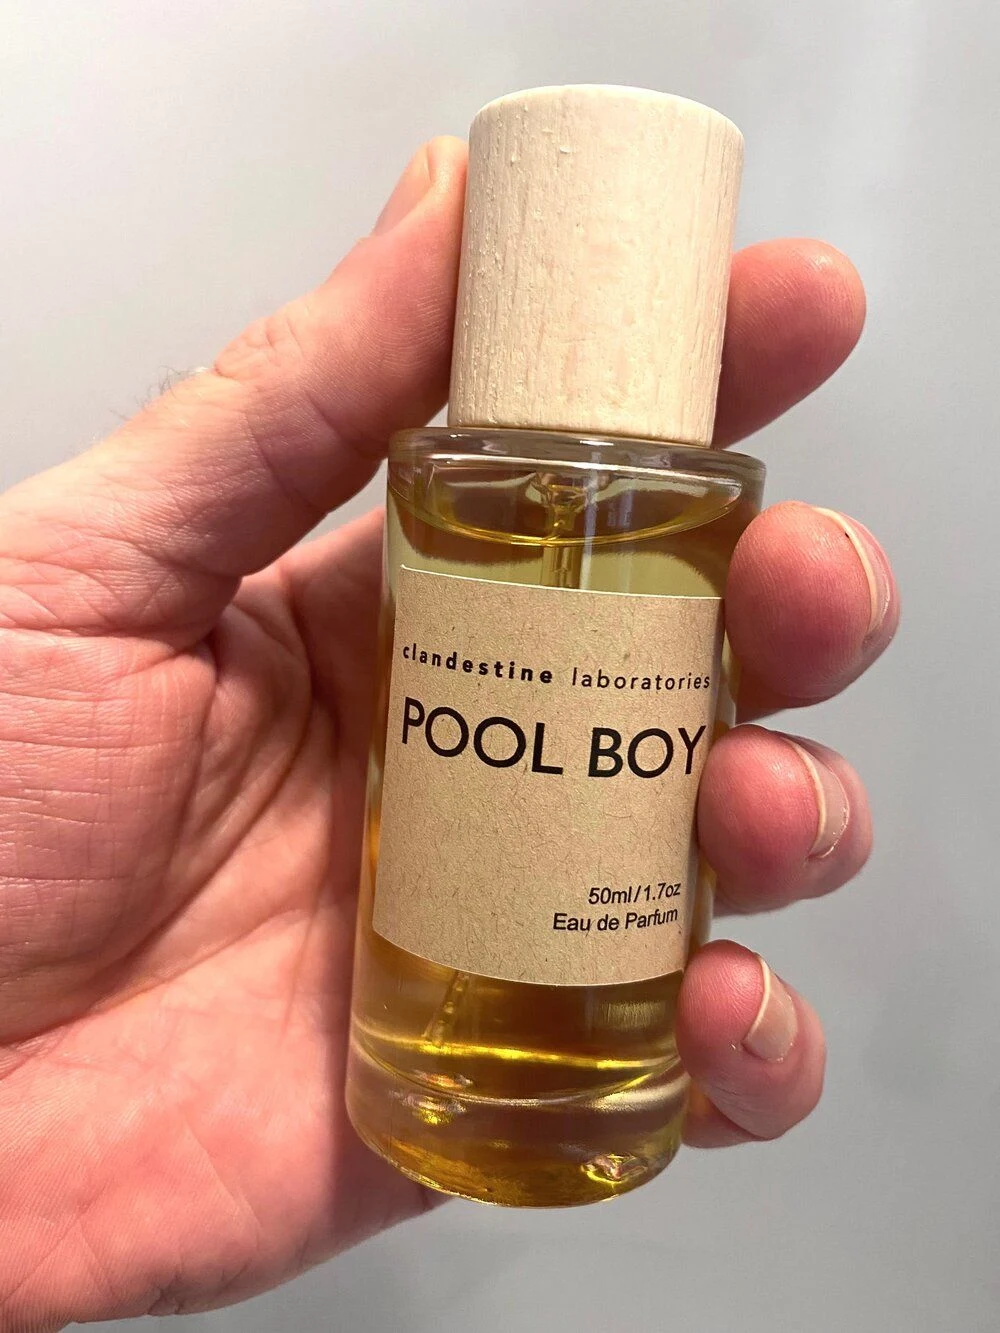 clandestine laboratories
POOL BOY
50ml/1.7oz
Eau de Parfum